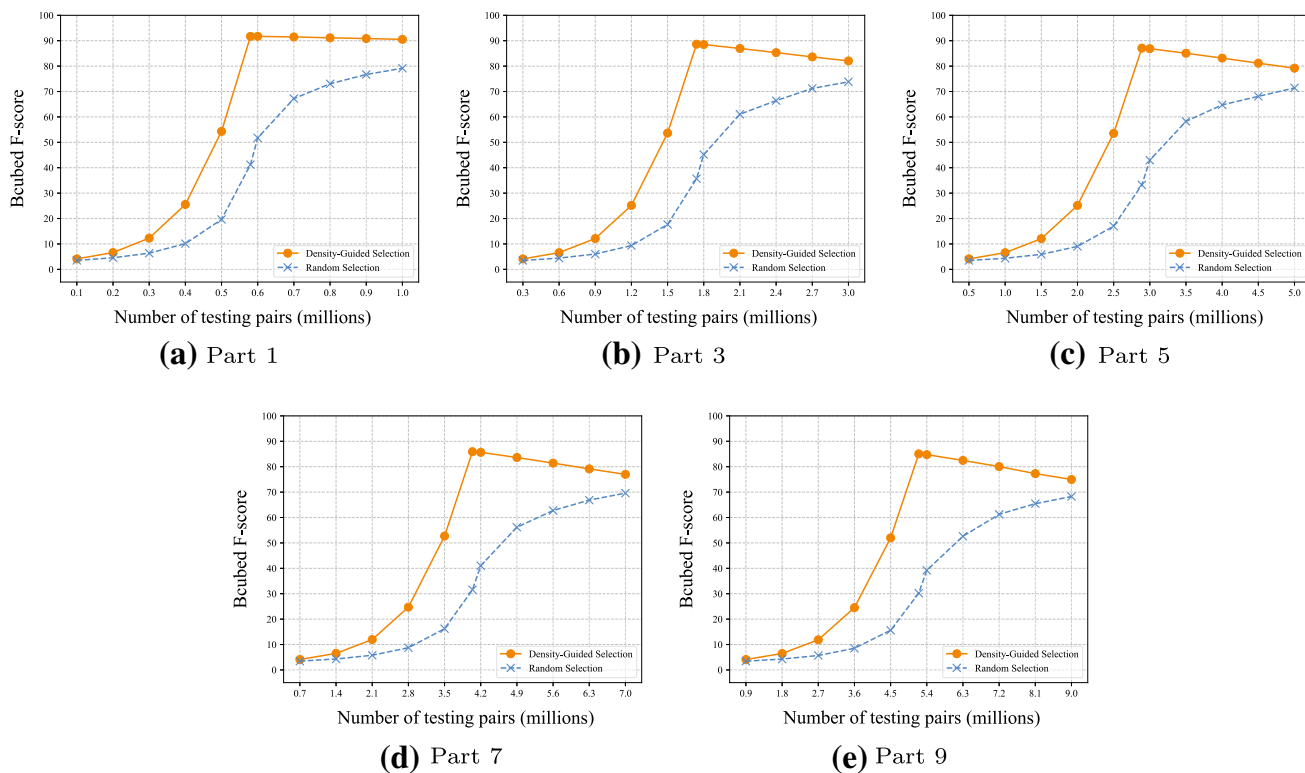 100
90
80
70
60
50
40
30
20
10
0
Bcubed F-score
Density-Guided Selection
Random Selection
0.1 0.2 0.3 0.4 0.5 0.6 0.7 0.8 0.9 1.0
Number of testing pairs (millions)
(a) Part 1
100
90
80
70
60
50
40
30
20
10
0
Bcubed F-score
Density-Guided Selection
Random Selection
0.3 0.6 0.9 1.2 1.5 1.8 2.1 2.4 2.7 3.0
Number of testing pairs (millions)
(b) Part 3
100
90
80
70
60
50
40
30
20
10
0
Bcubed F-score
Density-Guided Selection
Random Selection
0.5 1.0 1.5 2.0 2.5 3.0 3.5 4.0 4.5 5.0
Number of testing pairs (millions)
(c) Part 5
100
90
80
70
60
50
40
30
20
10
0
Bcubed F-score
Density-Guided Selection
Random Selection
0.7 1.4 2.1 2.8 3.5 4.2 4.9 5.6 6.3 7.0
Number of testing pairs (millions)
(d) Part 7
100
90
80
70
60
50
40
30
20
10
0
Bcubed F-score
Density-Guided Selection
Random Selection
0.9 1.8 2.7 3.6 4.5 5.4 6.3 7.2 8.1 9.0
Number of testing pairs (millions)
(e) Part 9